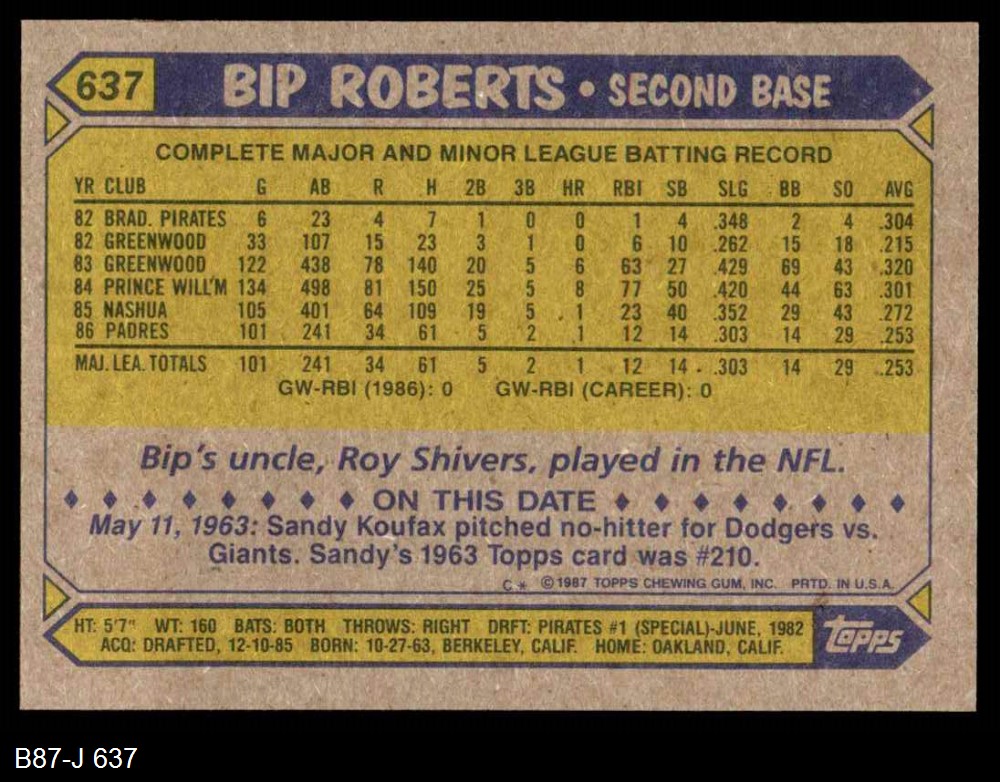 637 BIP ROBERTS • SECOND BASE
COMPLETE MAJOR AND MINOR LEAGUE BATTING RECORD
YR CLUB G AB R H 2B 3B HR RBI SB SLG BB SO AVG
82 BRAD. PIRATES 6 23 4 7 1 0 0 1 4 .348 2 4 .304
82 GREENWOOD 33 107 15 23 3 1 0 6 10 .262 15 18 .215
83 GREENWOOD 122 438 78 140 20 5 6 63 27 .429 69 43 .320
84 PRINCE WILL'M 134 498 81 150 25 5 8 77 50 .420 44 63 .301
85 NASHUA 105 401 64 109 19 5 1 23 40 .352 29 43 .272
86 PADRES 101 241 34 61 5 2 1 12 14 .303 14 29 .253
MAJ. LEA. TOTALS 101 241 34 61 5 2 1 12 14 .303 14 29 .253
GW-RBI (1986): 0 GW-RBI (CAREER): 0
Bip's uncle, Roy Shivers, played in the NFL.
♦ ♦ ♦ ♦ ♦ ♦ ♦ ♦ ON THIS DATE ♦ ♦ ♦ ♦ ♦ ♦ ♦ ♦
May 11, 1963: Sandy Koufax pitched no-hitter for Dodgers vs.
Giants. Sandy's 1963 Topps card was #210.
C* ©1987 TOPPS CHEWING GUM, INC. PRTD. IN U.S.A.
HT: 5'7" WT: 160 BATS: BOTH THROWS: RIGHT DRFT: PIRATES #1 (SPECIAL)-JUNE, 1982
ACQ: DRAFTED, 12-10-85 BORN: 10-27-63, BERKELEY, CALIF. HOME: OAKLAND, CALIF.
Topps
B87-J 637